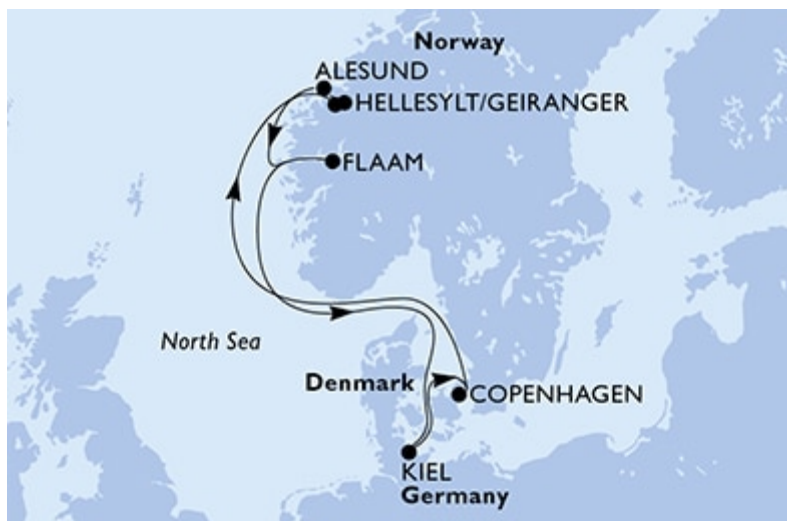 Norway
ALESUND
HELLESYLT/GEIRANGER
FLAAM
North Sea
Denmark
COPENHAGEN
KIEL
Germany